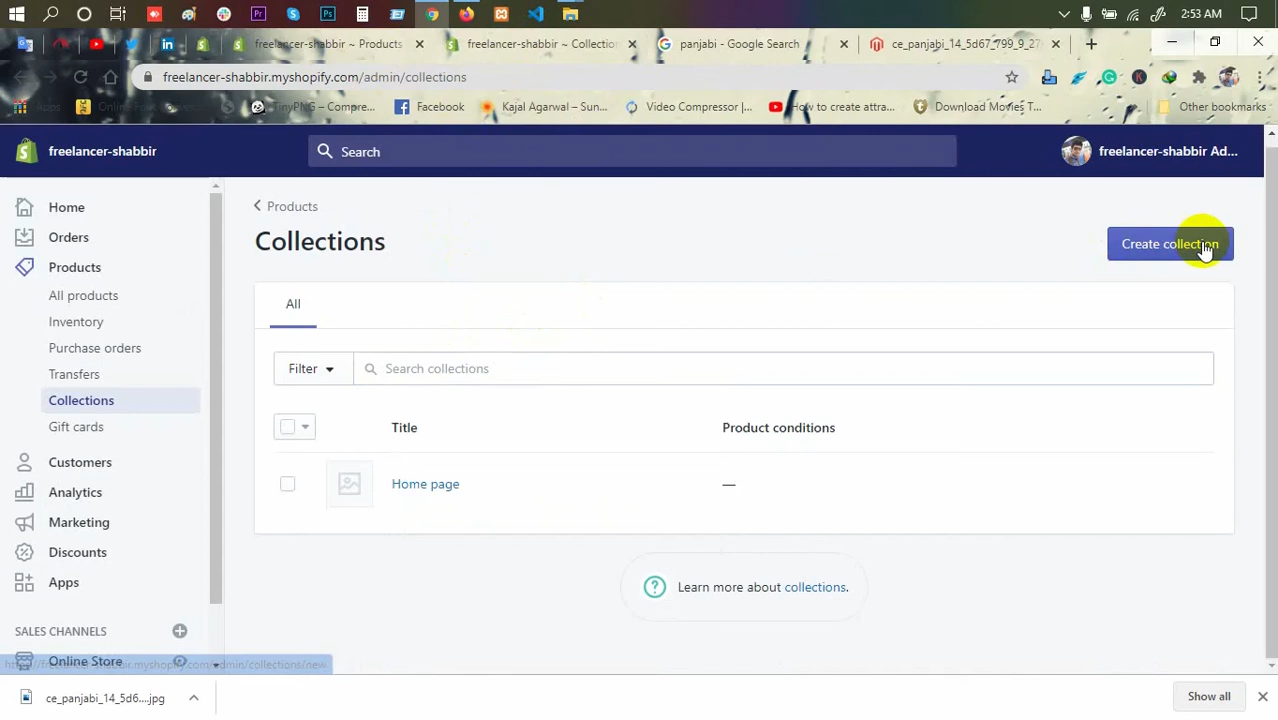 2:53 AM
freelancer-shabbir ~ Products
freelancer-shabbir ~ Collection
panjabi - Google Search
ce_panjabi_14_5d67_799_9_27
freelancer-shabbir.myshopify.com/admin/collections
Apps
TinyPNG – Compre...
Facebook
Kajal Agarwal – Sun...
Video Compressor |...
How to create attra...
Download Movies T...
Other bookmarks
freelancer-shabbir
Search
freelancer-shabbir Ad...
Home
Orders
Products
All products
Inventory
Purchase orders
Transfers
Collections
Gift cards
Customers
Analytics
Marketing
Discounts
Apps
SALES CHANNELS
Online Store
Products
Collections
Create collection
All
Filter
Search collections
Title
Product conditions
Home page
—
Learn more about collections.
ce_panjabi_14_5d6....jpg
Show all